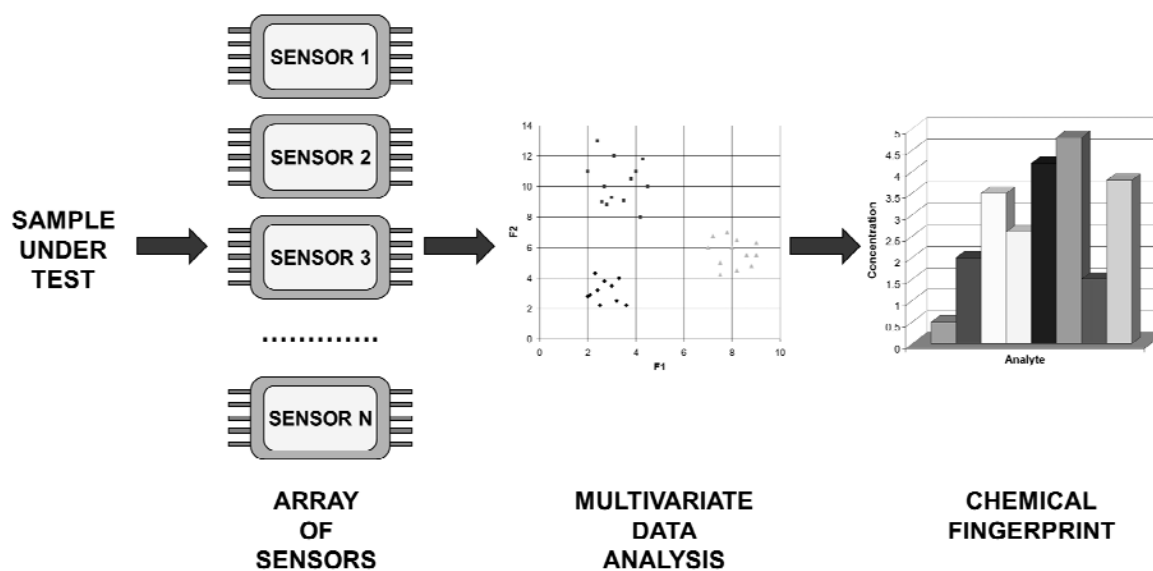 SENSOR 1
SENSOR 2
SAMPLE
UNDER
TEST
SENSOR 3
SENSOR N
14
12
10
8
6
4
2
0
F2
0 2 4 6 8 10
F1
5
4.5
4
3.5
3
2.5
2
1.5
1
0.5
0
Concentration
Analyte
ARRAY
OF
SENSORS
MULTIVARIATE
DATA
ANALYSIS
CHEMICAL
FINGERPRINT